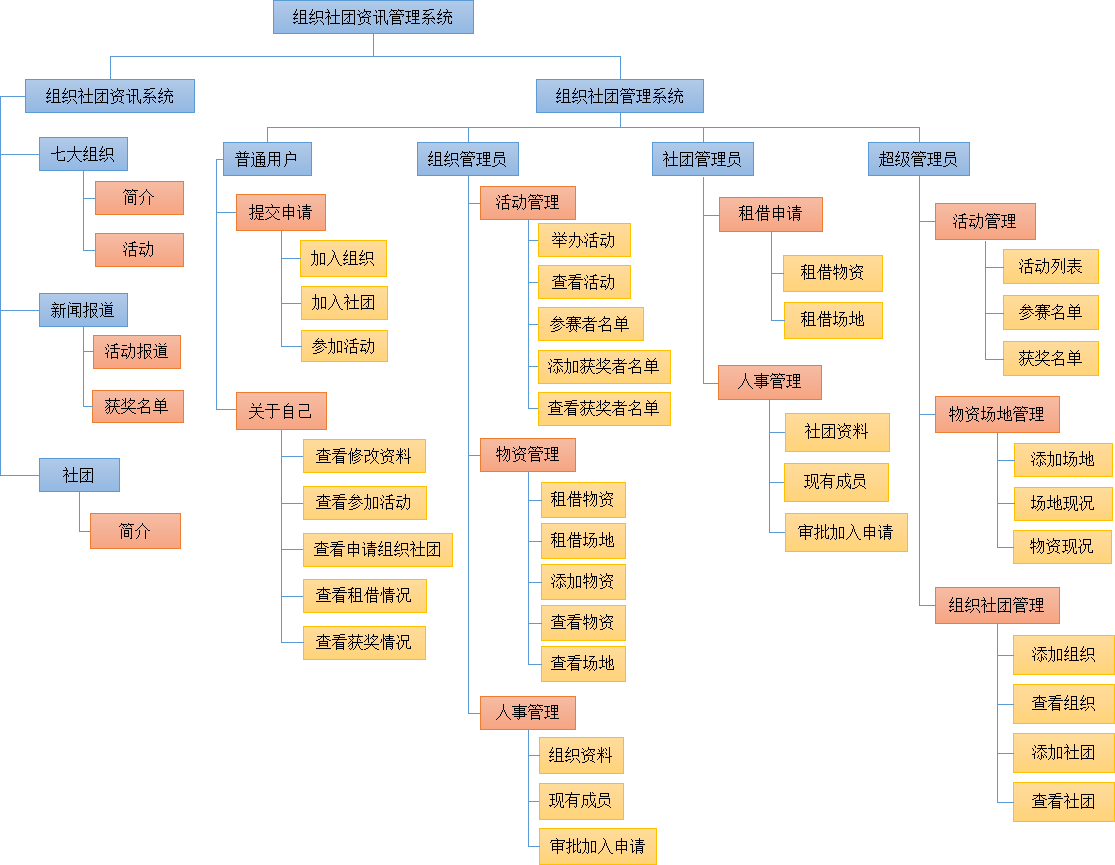 组织社团资讯管理系统
组织社团资讯系统
七大组织
简介
活动
新闻报道
活动报道
获奖名单
社团
简介
组织社团管理系统
普通用户
提交申请
加入组织
加入社团
参加活动
关于自己
查看修改资料
查看参加活动
查看申请组织社团
查看租借情况
查看获奖情况
组织管理员
活动管理
举办活动
查看活动
参赛者名单
添加获奖者名单
查看获奖者名单
物资管理
租借物资
租借场地
添加物资
查看物资
查看场地
人事管理
组织资料
现有成员
审批加入申请
社团管理员
租借申请
租借物资
租借场地
人事管理
社团资料
现有成员
审批加入申请
超级管理员
活动管理
活动列表
参赛名单
获奖名单
物资场地管理
添加场地
场地现况
物资现况
组织社团管理
添加组织
查看组织
添加社团
查看社团